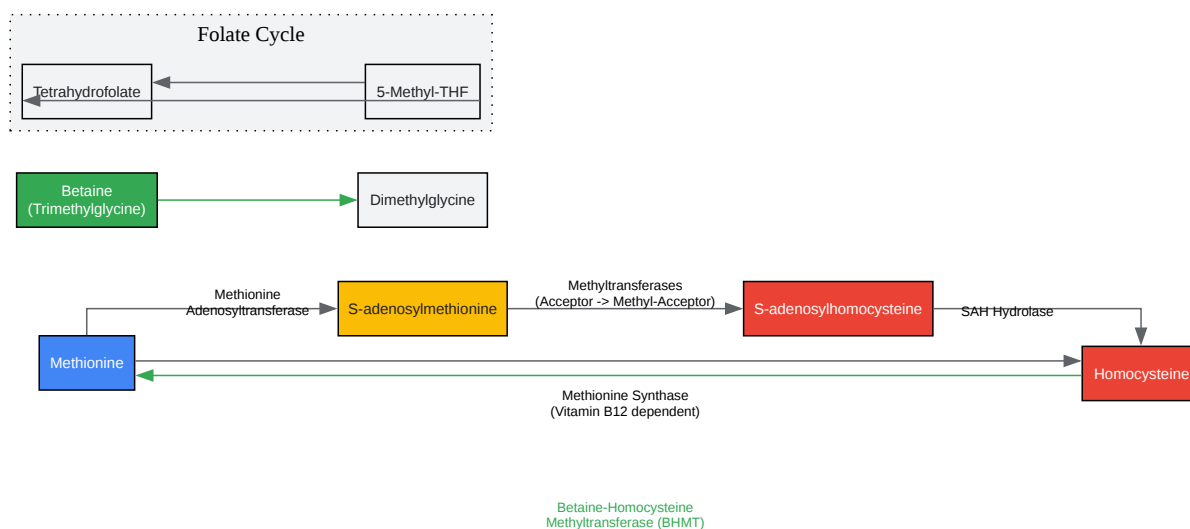 Folate Cycle
Tetrahydrofolate
5-Methyl-THF
Betaine
(Trimethylglycine)
Dimethylglycine
Methionine
Adenosyltransferase
S-adenosylmethionine
Methyltransferases
(Acceptor -> Methyl-Acceptor)
S-adenosylhomocysteine
SAH Hydrolase
Methionine
Homocysteine
Methionine Synthase
(Vitamin B12 dependent)
Betaine-Homocysteine
Methyltransferase (BHMT)